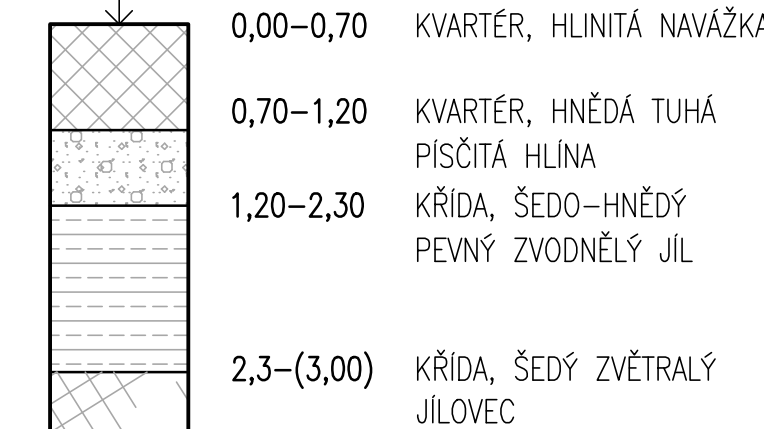 0,00–0,70 KVARTÉR, HLINITÁ NAVÁŽKA
0,70–1,20 KVARTÉR, HNĚDÁ TUHÁ
PÍSČITÁ HLÍNA
1,20–2,30 KŘÍDA, ŠEDO–HNĚDÝ
PEVNÝ ZVODNĚLÝ JÍL
2,3–(3,00) KŘÍDA, ŠEDÝ ZVĚTRALÝ
JÍLOVEC